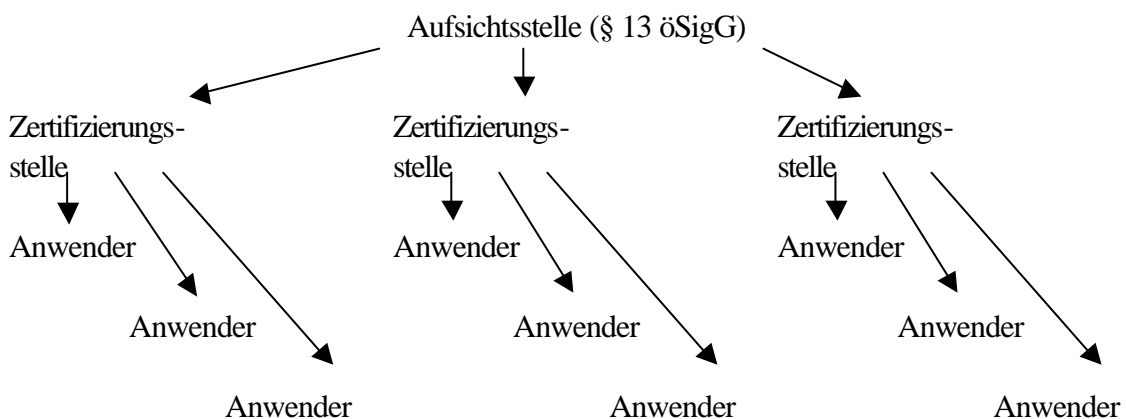 Aufsichtsstelle (§ 13 öSigG)
Zertifizierungs-
stelle
Zertifizierungs-
stelle
Zertifizierungs-
stelle
Anwender
Anwender
Anwender
Anwender
Anwender
Anwender
Anwender
Anwender
Anwender